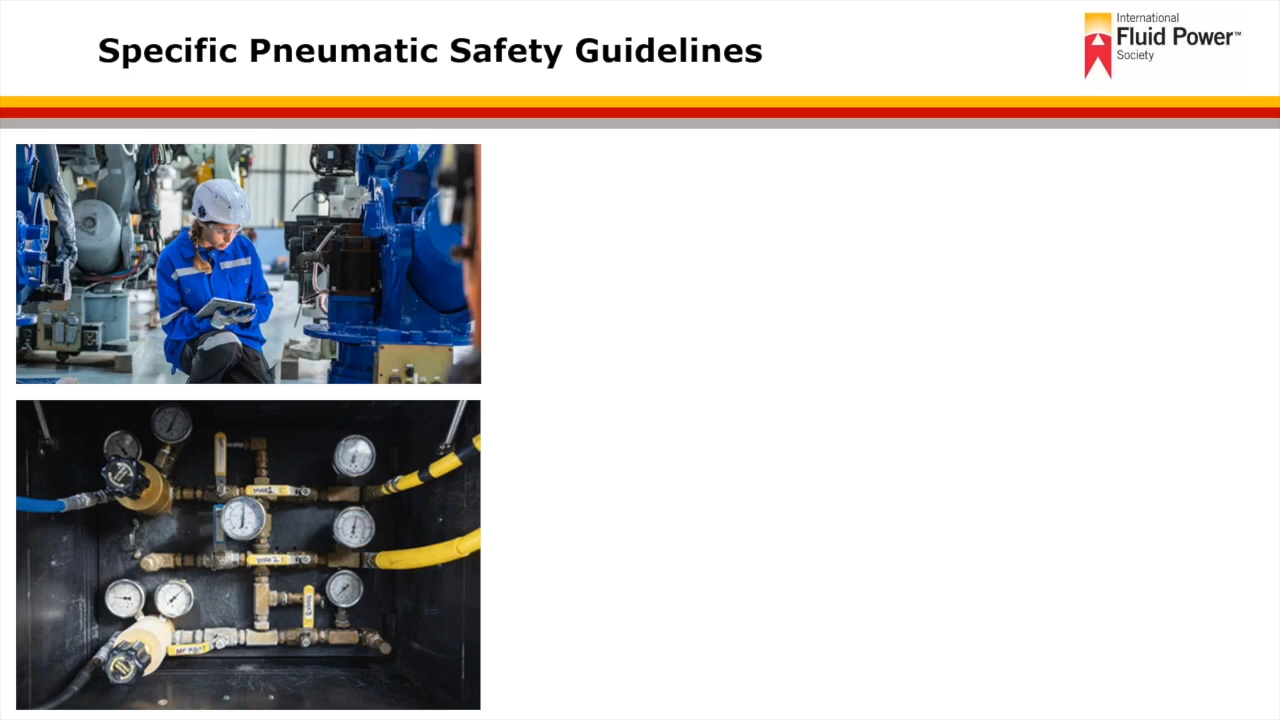 Specific Pneumatic Safety Guidelines
International
Fluid Power™
Society